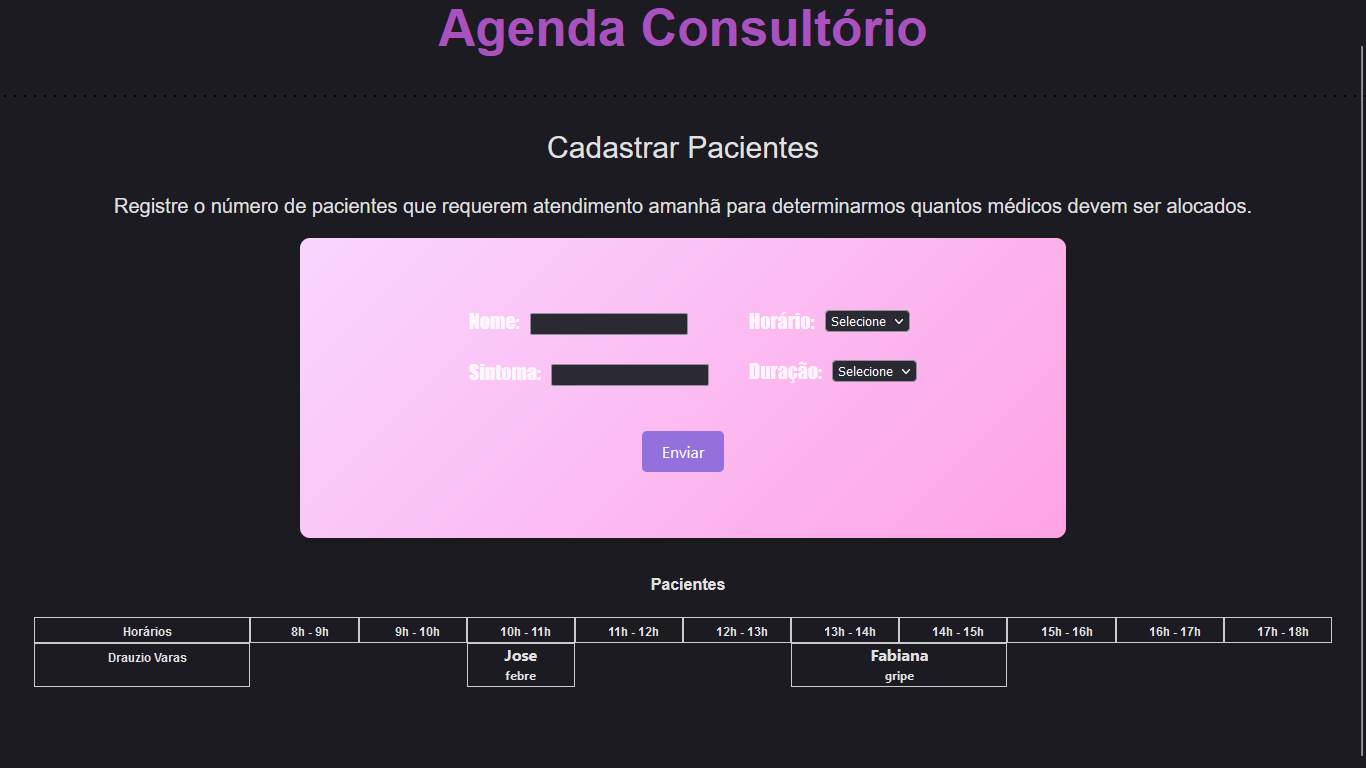 Agenda Consultório
Cadastrar Pacientes
Registre o número de pacientes que requerem atendimento amanhã para determinarmos quantos médicos devem ser alocados.
Nome:
Horário: Selecione
Sintoma:
Duração: Selecione
Enviar
Pacientes
Horários 8h - 9h 9h - 10h 10h - 11h 11h - 12h 12h - 13h 13h - 14h 14h - 15h 15h - 16h 16h - 17h 17h - 18h
Drauzio Varas Jose Fabiana
febre gripe